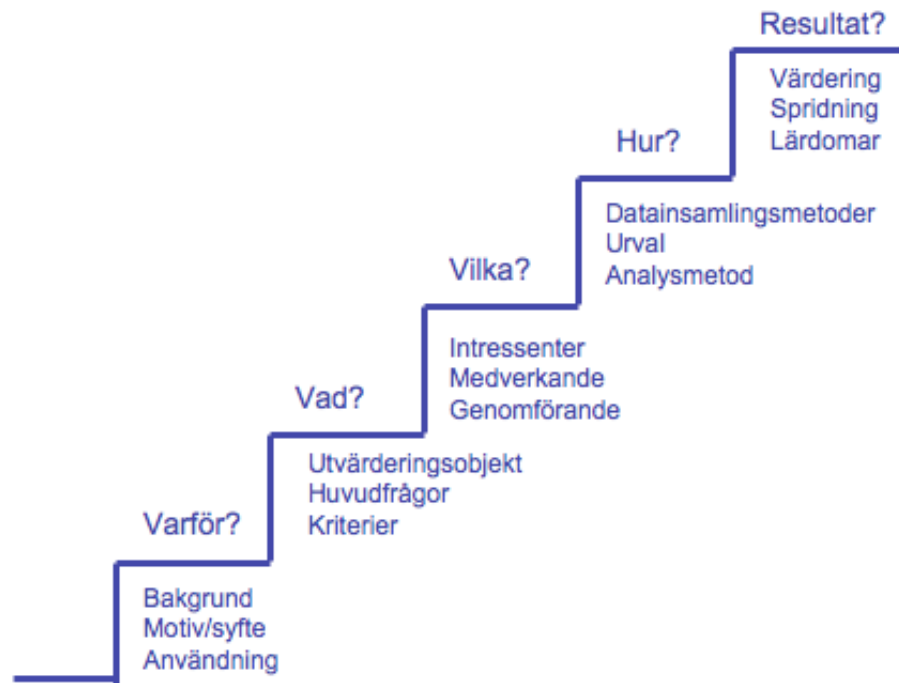 Resultat?
Värdering
Spridning
Lärdomar
Hur?
Datainsamlingsmetoder
Urval
Analysmetod
Vilka?
Intressenter
Medverkande
Genomförande
Vad?
Utvärderingsobjekt
Huvudfrågor
Kriterier
Varför?
Bakgrund
Motiv/syfte
Användning